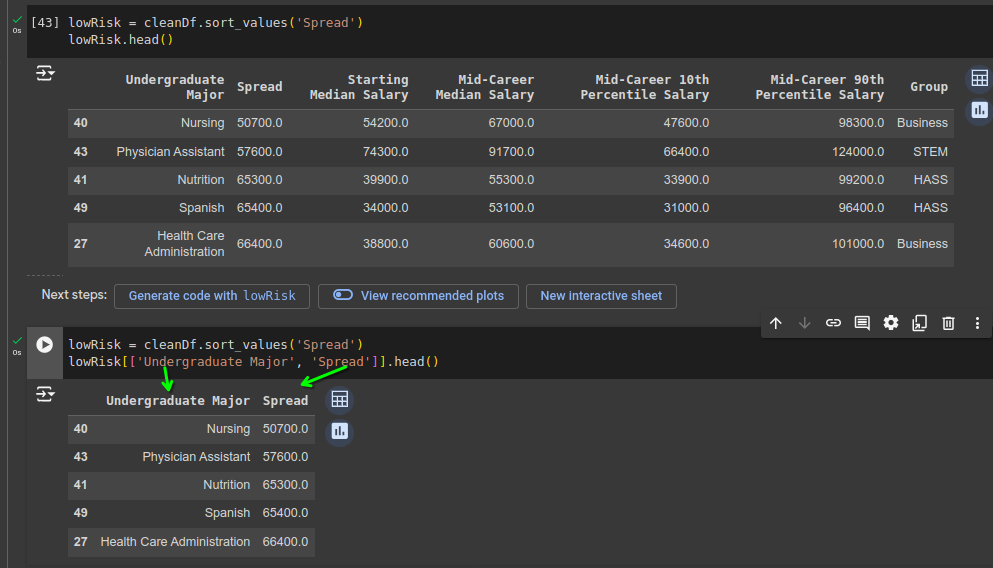 [43] lowRisk = cleanDf.sort_values('Spread')
0s
lowRisk.head()
Undergraduate Major Spread Starting Median Salary Mid-Career Median Salary Mid-Career 10th Percentile Salary Mid-Career 90th Percentile Salary Group
40 Nursing 50700.0 54200.0 67000.0 47600.0 98300.0 Business
43 Physician Assistant 57600.0 74300.0 91700.0 66400.0 124000.0 STEM
41 Nutrition 65300.0 39900.0 55300.0 33900.0 99200.0 HASS
49 Spanish 65400.0 34000.0 53100.0 31000.0 96400.0 HASS
27 Health Care Administration 66400.0 38800.0 60600.0 34600.0 101000.0 Business
Next steps: Generate code with lowRisk View recommended plots New interactive sheet
lowRisk = cleanDf.sort_values('Spread')
0s
lowRisk[['Undergraduate Major', 'Spread']].head()
Undergraduate Major Spread
40 Nursing 50700.0
43 Physician Assistant 57600.0
41 Nutrition 65300.0
49 Spanish 65400.0
27 Health Care Administration 66400.0